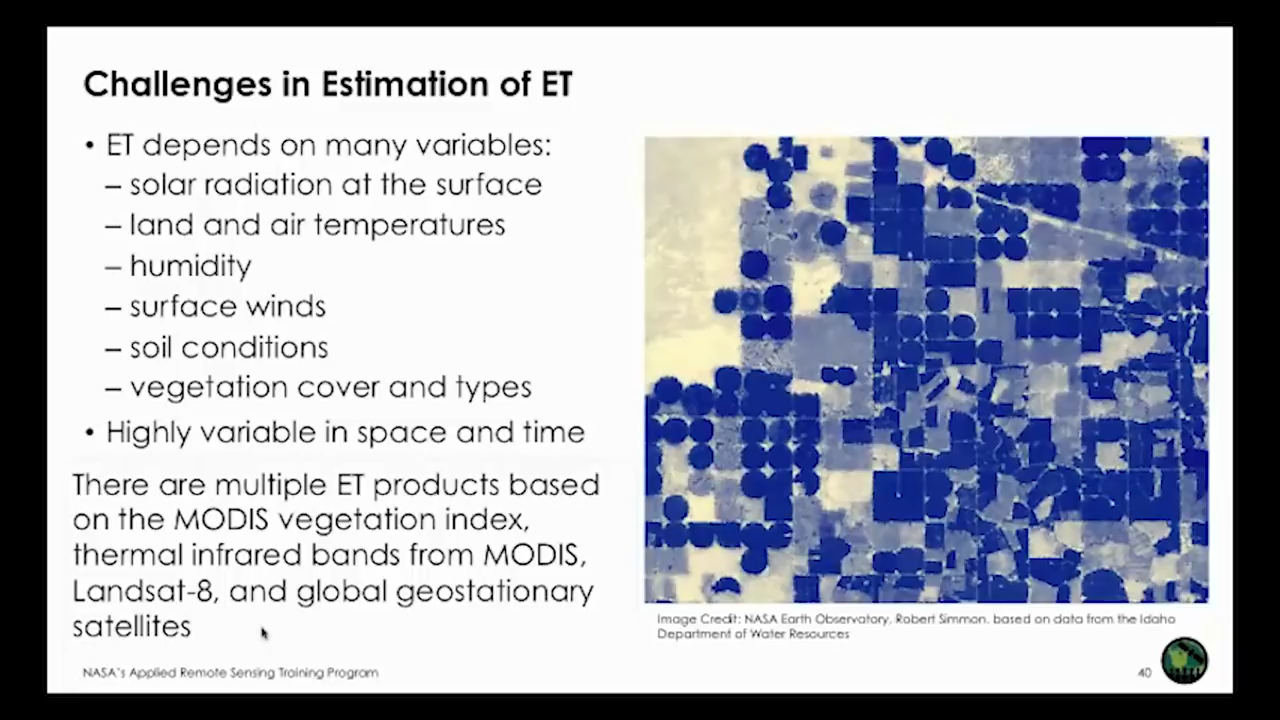 Challenges in Estimation of ET
• ET depends on many variables:
– solar radiation at the surface
– land and air temperatures
– humidity
– surface winds
– soil conditions
– vegetation cover and types
• Highly variable in space and time
There are multiple ET products based
on the MODIS vegetation index,
thermal infrared bands from MODIS,
Landsat-8, and global geostationary
satellites
Image Credit: NASA Earth Observatory, Robert Simmon, based on data from the Idaho
Department of Water Resources
NASA's Applied Remote Sensing Training Program
40